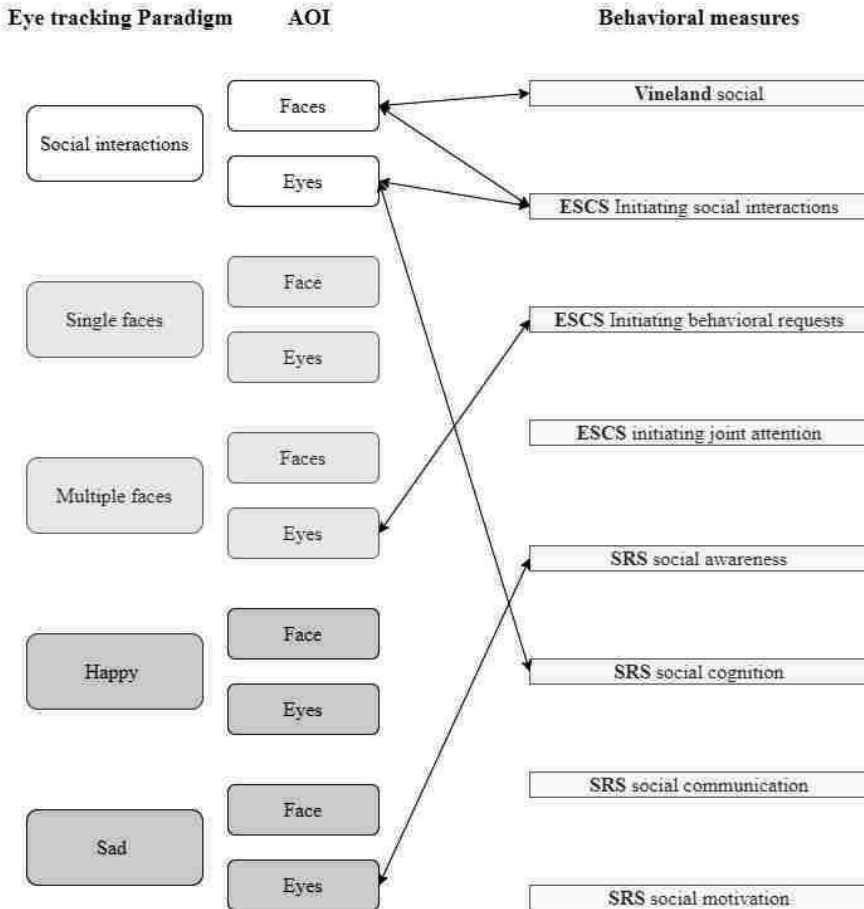 Eye tracking Paradigm AOI Behavioral measures
Faces
Vineland social
Social interactions
Eyes
ESCS Initiating social interactions
Face
Single faces
ESCS Initiating behavioral requests
Eyes
Faces
ESCS initiating joint attention
Multiple faces
Eyes
SRS social awareness
Face
Happy
SRS social cognition
Eyes
SRS social communication
Face
Sad
Eyes
SRS social motivation